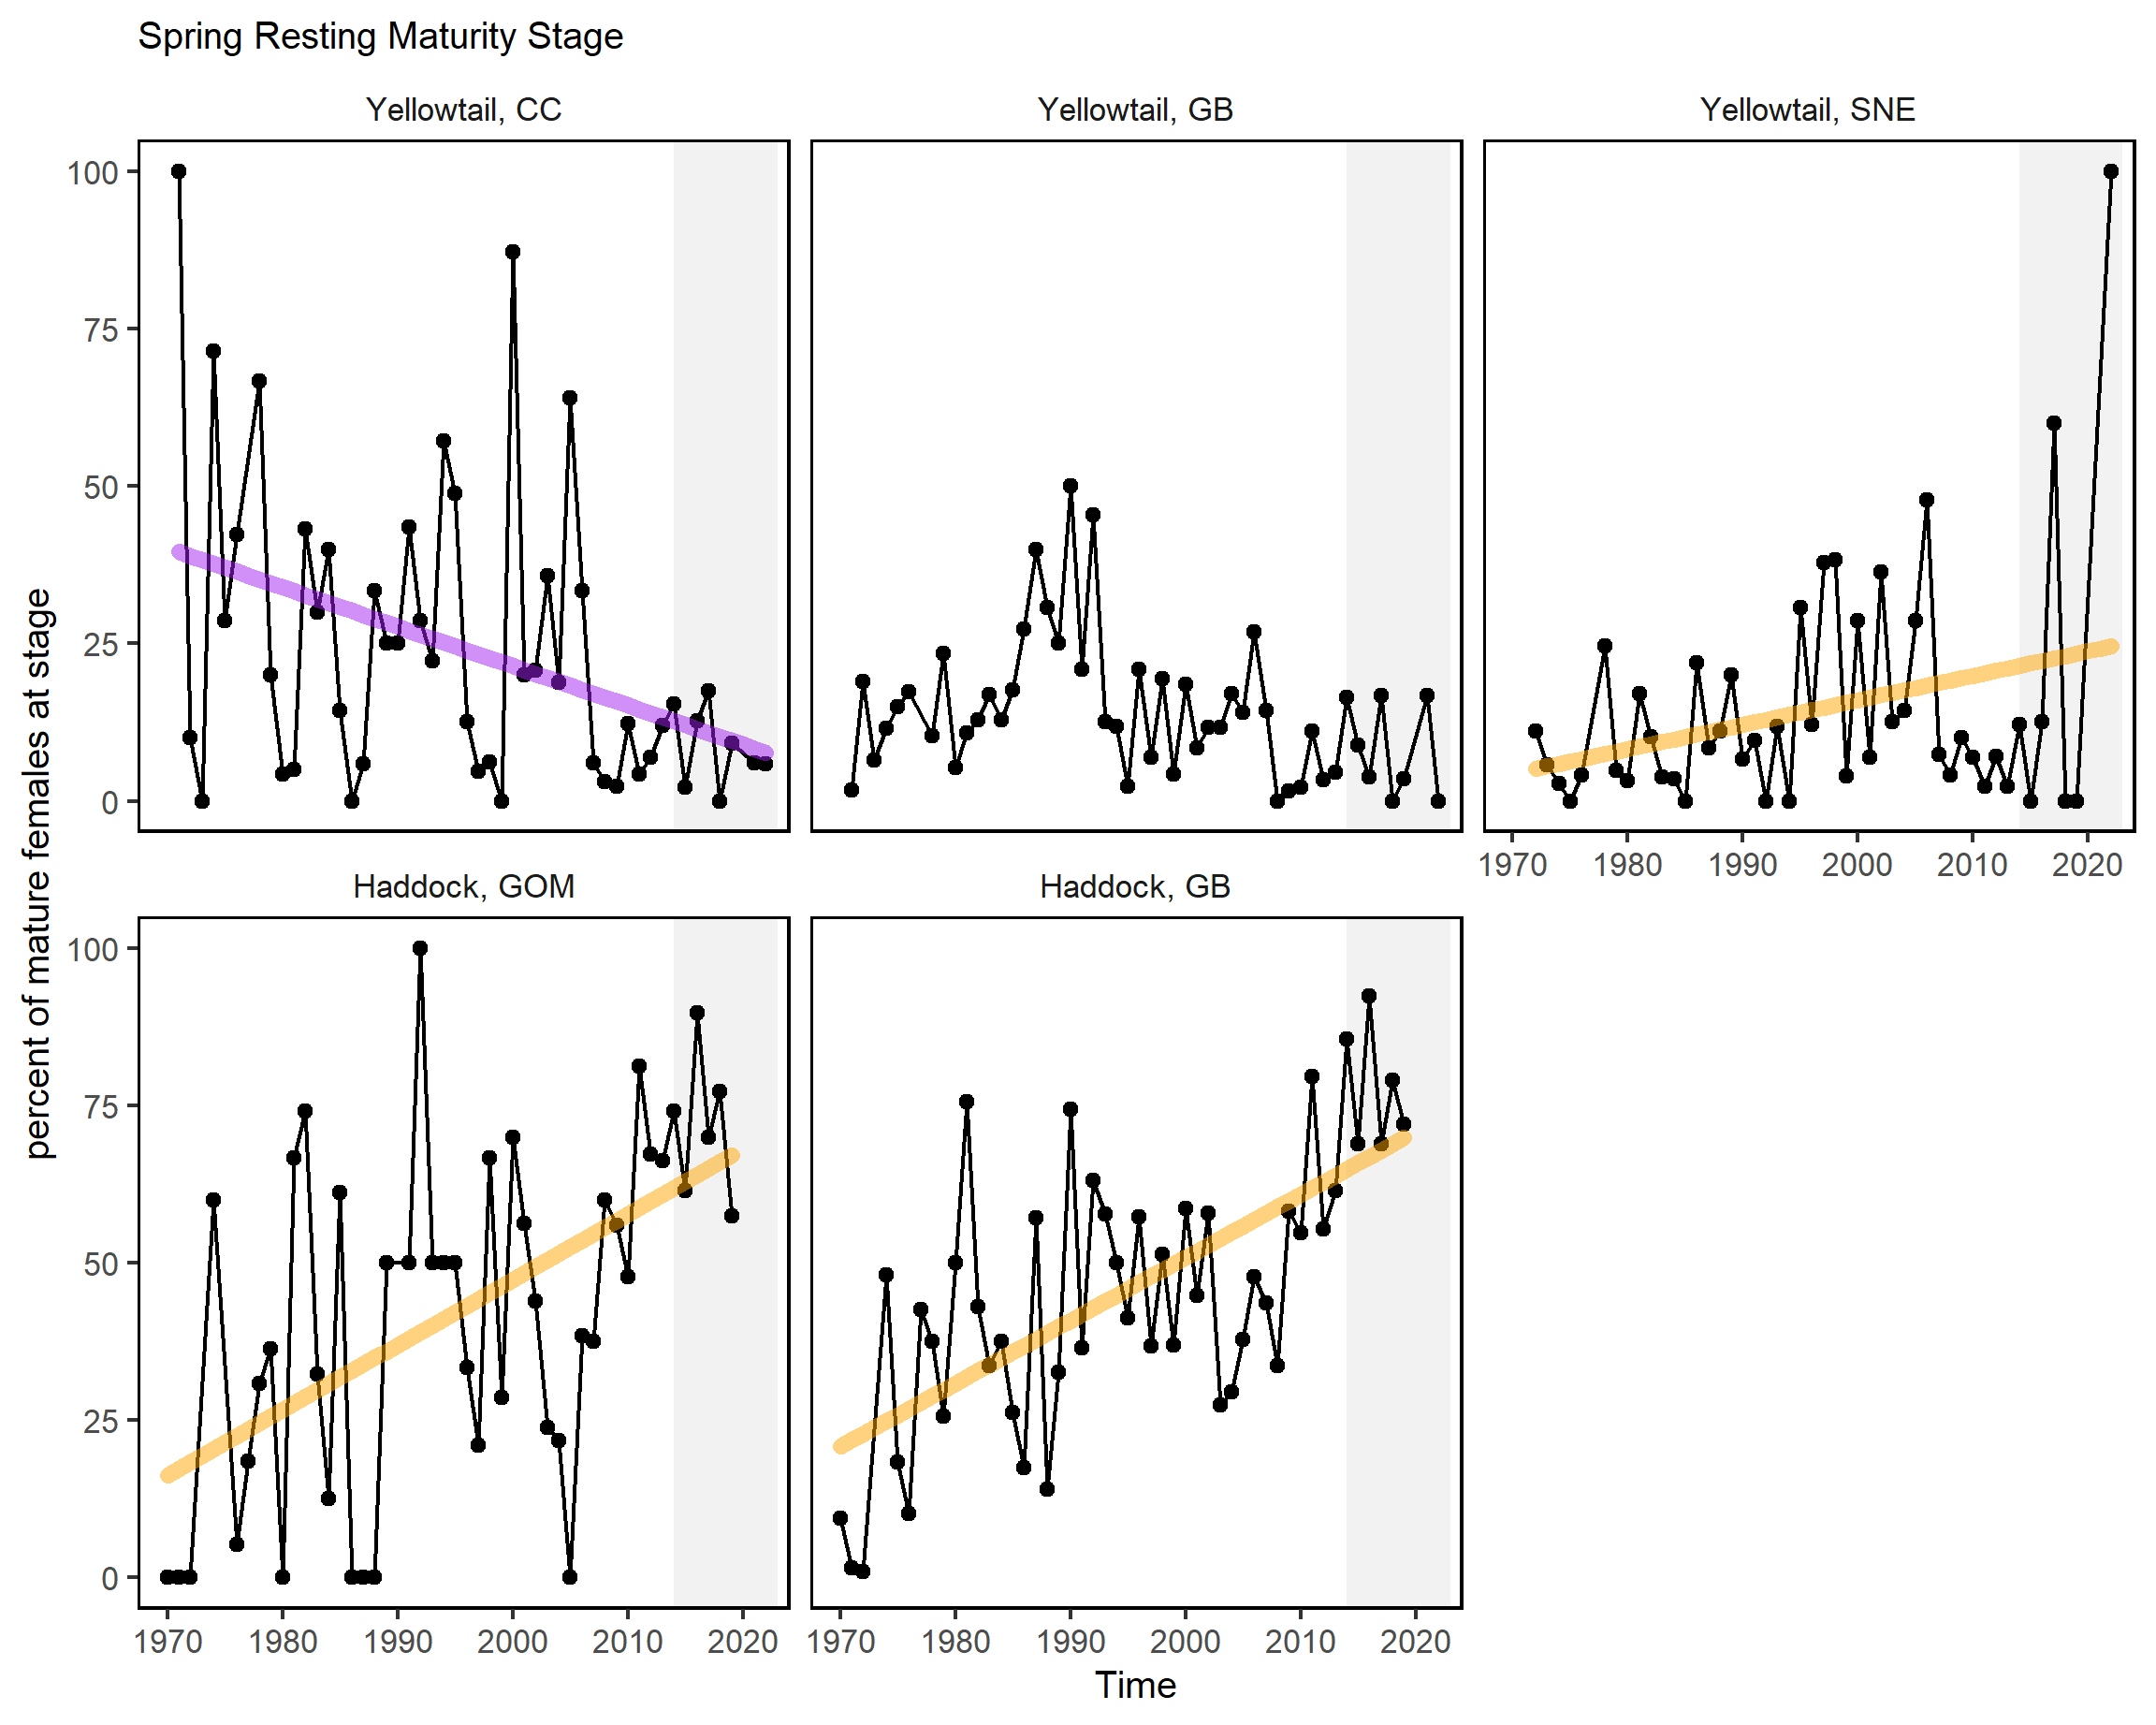 Spring Resting Maturity Stage
Yellowtail, CC
Yellowtail, GB
Yellowtail, SNE
100
75
50
25
0
1970 1980 1990 2000 2010 2020
percent of mature females at stage
Haddock, GOM
Haddock, GB
100
75
50
25
0
1970 1980 1990 2000 2010 2020
1970 1980 1990 2000 2010 2020
Time